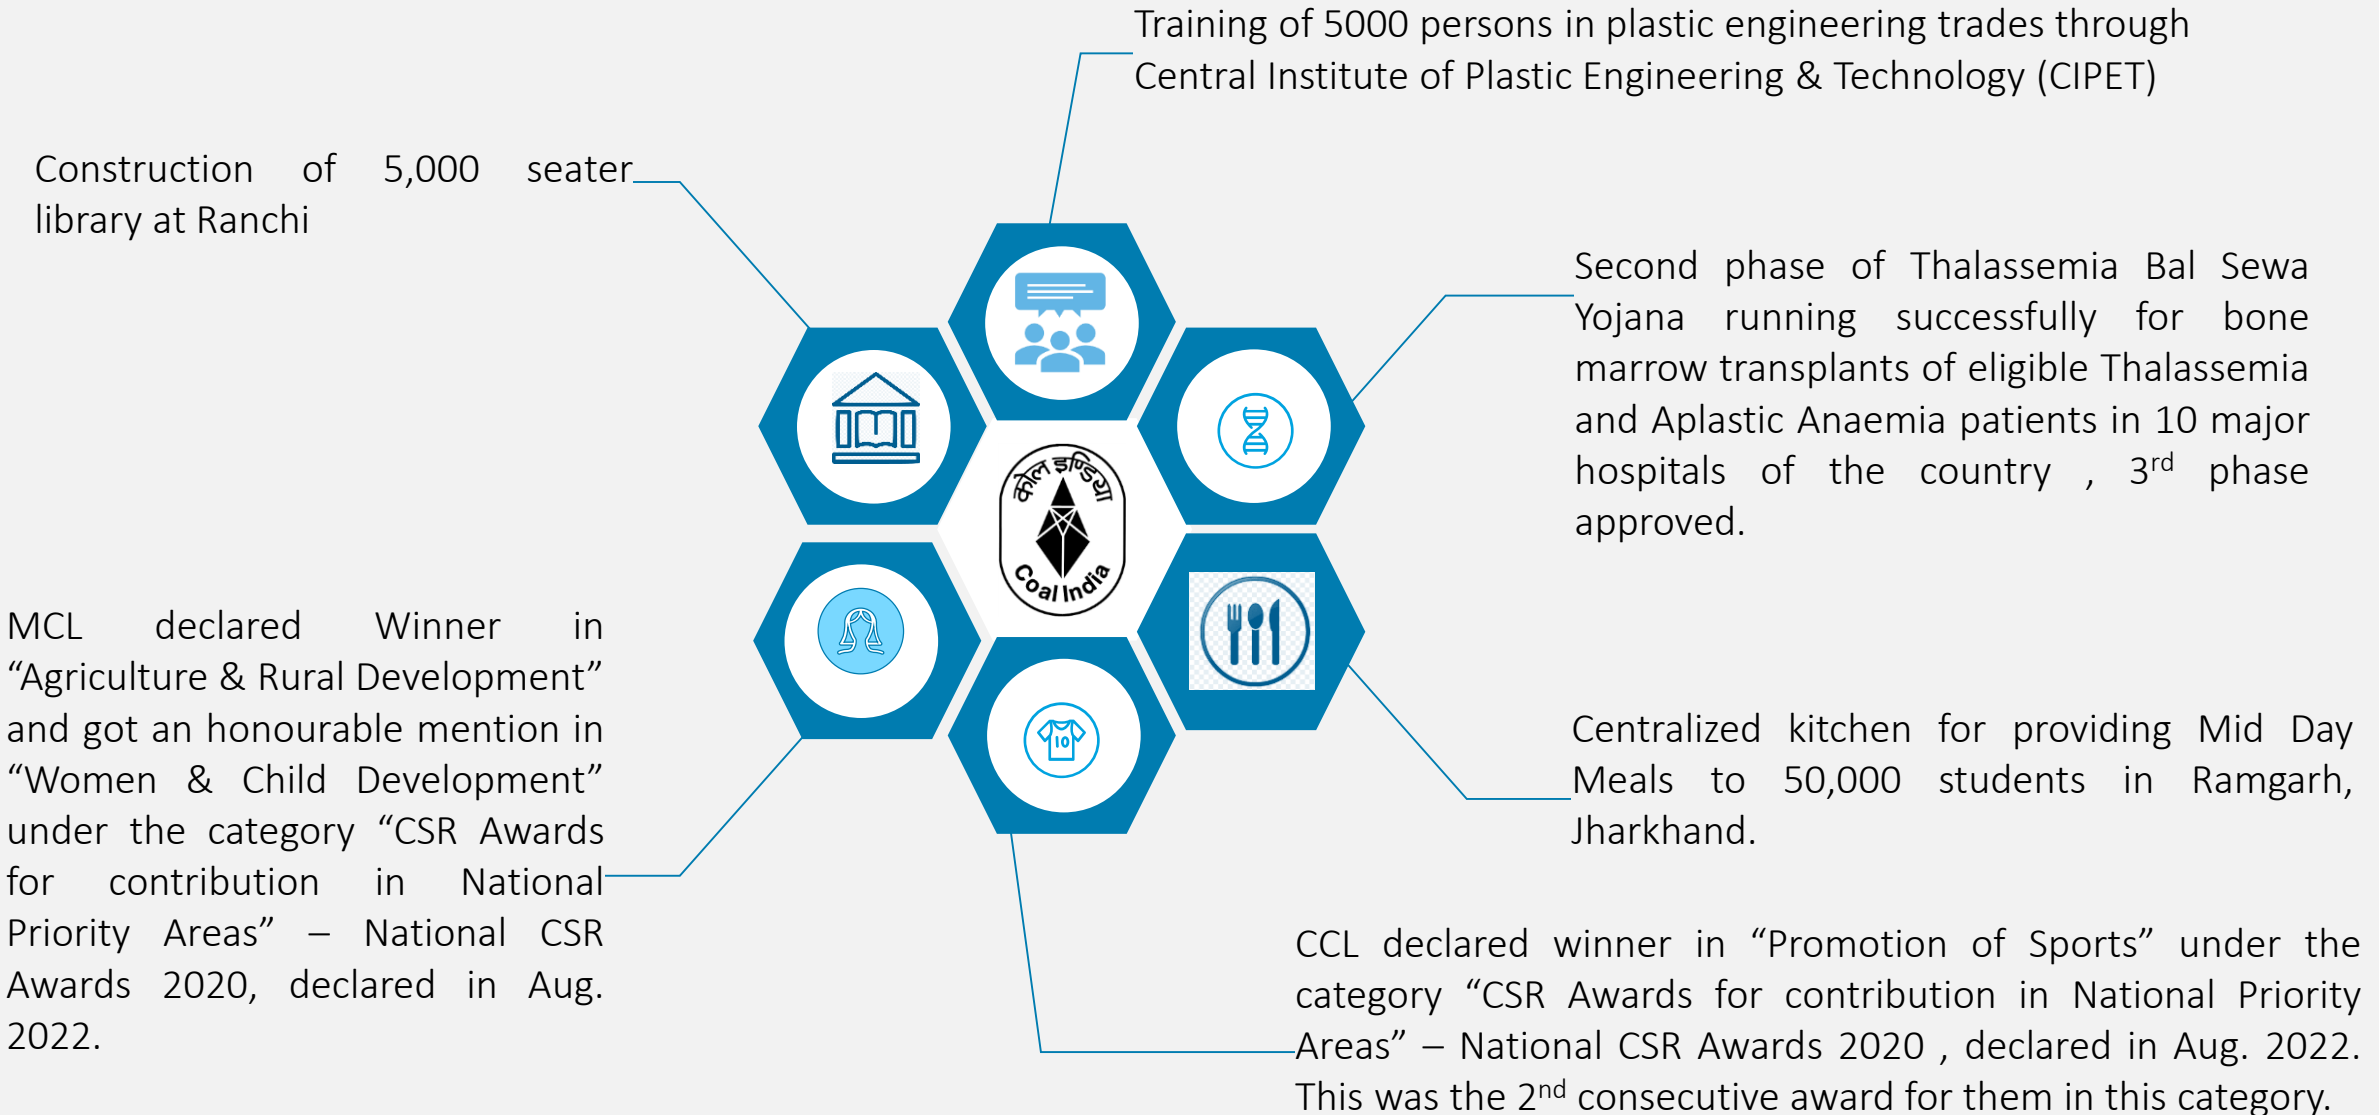 Training of 5000 persons in plastic engineering trades through
Central Institute of Plastic Engineering & Technology (CIPET)
Construction of 5,000 seater
library at Ranchi
Second phase of Thalassemia Bal Sewa
Yojana running successfully for bone
marrow transplants of eligible Thalassemia
and Aplastic Anaemia patients in 10 major
hospitals of the country , 3rd phase
approved.
कोल इण्डिया
Coal India
10
MCL declared Winner in
“Agriculture & Rural Development”
and got an honourable mention in
“Women & Child Development”
under the category “CSR Awards
for contribution in National
Priority Areas” – National CSR
Awards 2020, declared in Aug.
2022.
Centralized kitchen for providing Mid Day
Meals to 50,000 students in Ramgarh,
Jharkhand.
CCL declared winner in “Promotion of Sports” under the
category “CSR Awards for contribution in National Priority
Areas” – National CSR Awards 2020 , declared in Aug. 2022.
This was the 2nd consecutive award for them in this category.